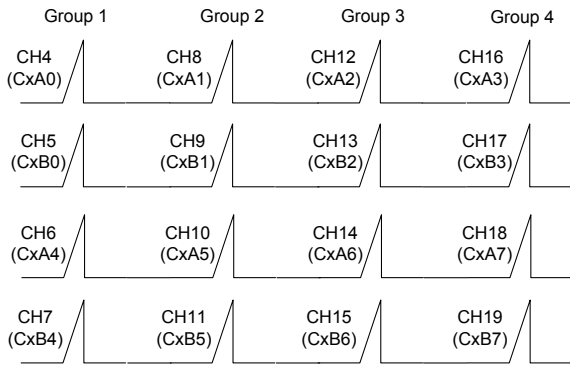 Group 1 Group 2 Group 3 Group 4
CH4 CH8 CH12 CH16
(CxA0) (CxA1) (CxA2) (CxA3)
CH5 CH9 CH13 CH17
(CxB0) (CxB1) (CxB2) (CxB3)
CH6 CH10 CH14 CH18
(CxA4) (CxA5) (CxA6) (CxA7)
CH7 CH11 CH15 CH19
(CxB4) (CxB5) (CxB6) (CxB7)